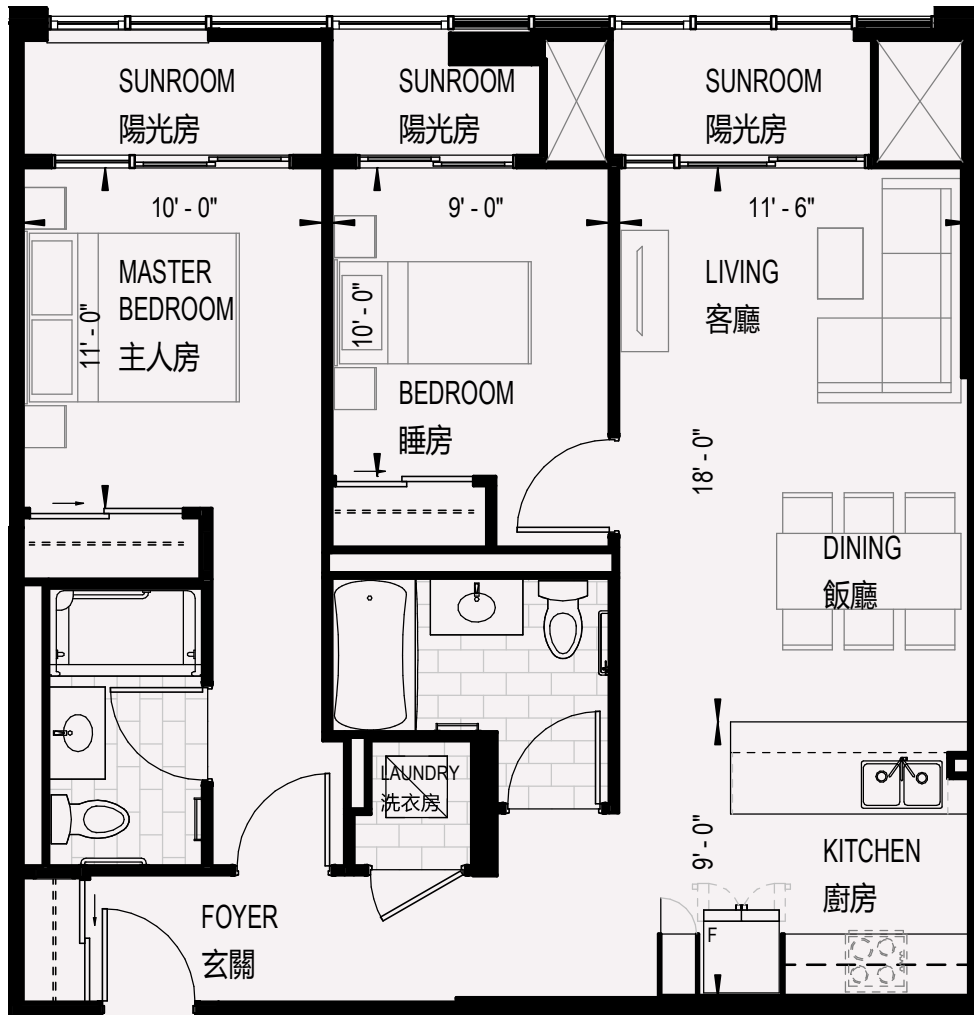 SUNROOM
陽光房
SUNROOM
陽光房
SUNROOM
陽光房
10' - 0"
9' - 0"
11' - 6"
MASTER
BEDROOM
主人房
11' - 0"
10' - 0"
BEDROOM
睡房
LIVING
客廳
18' - 0"
DINING
飯廳
LAUNDRY
洗衣房
9' - 0"
KITCHEN
廚房
F
FOYER
玄關